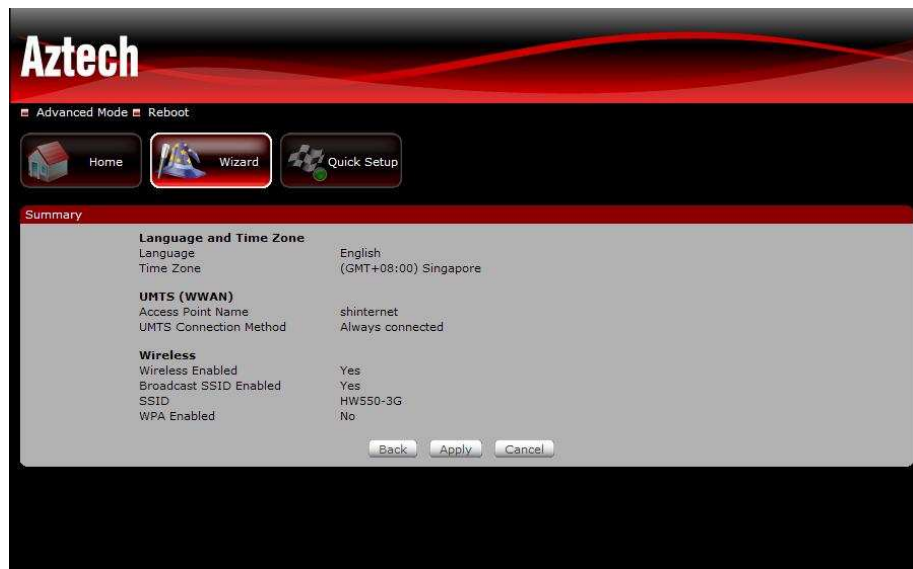 Aztech
Advanced Mode Reboot
Home Wizard Quick Setup
Summary
Language and Time Zone
Language English
Time Zone (GMT+08:00) Singapore
UMTS (WWAN)
Access Point Name shinternet
UMTS Connection Method Always connected
Wireless
Wireless Enabled Yes
Broadcast SSID Enabled Yes
SSID HW550-3G
WPA Enabled No
Back Apply Cancel